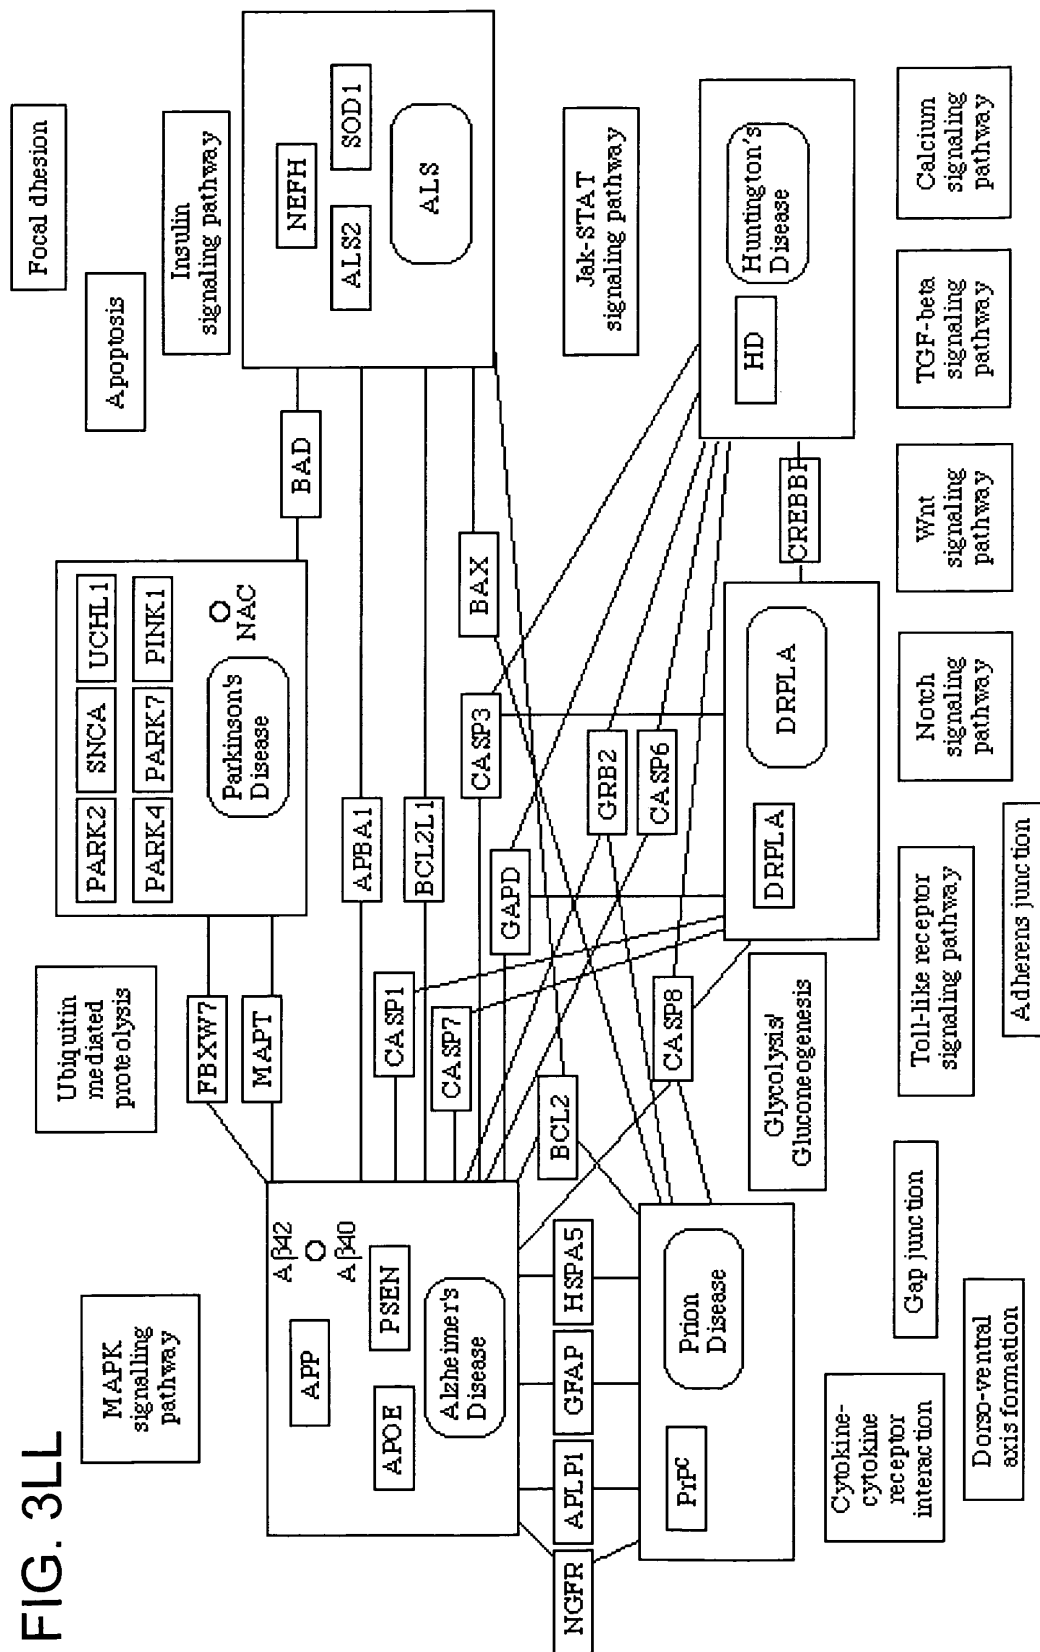 FIG. 3LL
MAPK
signalling
pathway
Ubiquitin
mediated
proteolysis
Apoptosis
Focal dhesion
Insulin
signaling pathway
PARK2
SNCA
UCHL1
PARK4
PARK7
PINK1
Parkinson's
Disease
NAC
FBXW7
MAPT
BAD
NEFH
ALS2
SOD1
ALS
Aβ42
Aβ40
APP
APOE
PSEN
Alzheimer's
Disease
APBA1
CASP1
BCL2L1
CASP7
CASP3
BAX
GAPD
BCL2
GRB2
CASP6
CASP8
Jak-STAT
signaling pathway
NGFR
APLP1
GFAP
HSPA5
PrPc
Prion
Disease
DRPLA
DRPLA
CREBBP
HD
Huntington's
Disease
Glycolysis/
Gluconeogenesis
Cytokine-
cytokine
receptor
interaction
Gap junction
Toll-like receptor
signaling pathway
Notch
signaling
pathway
Wnt
signaling
pathway
TGF-beta
signaling
pathway
Calcium
signaling
pathway
Dorso-ventral
axis formation
Adherens junction